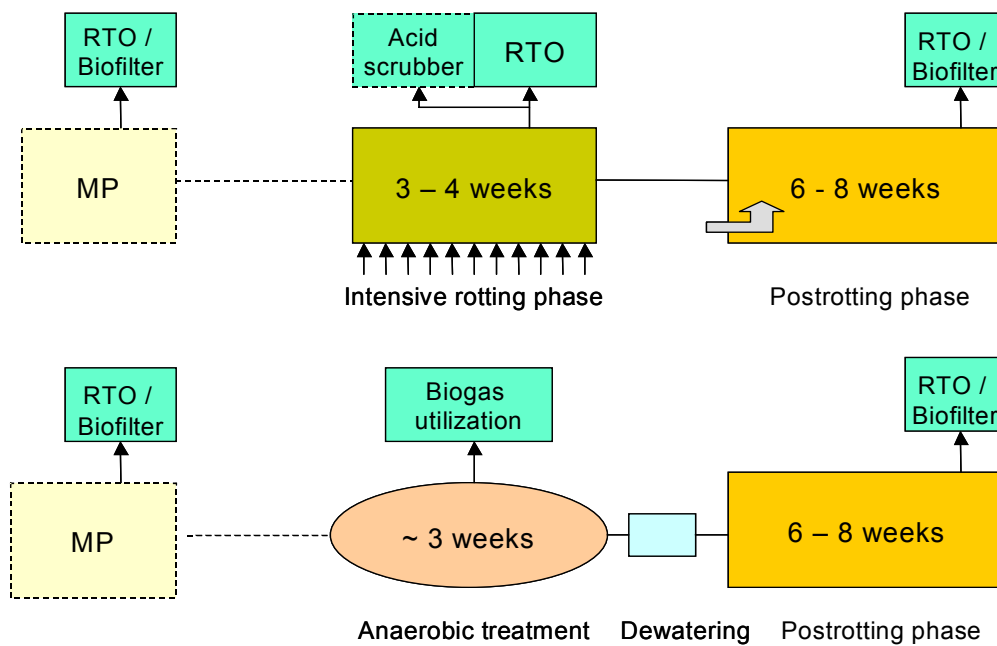 RTO /
Biofilter
Acid
scrubber
RTO
RTO /
Biofilter
MP
3 – 4 weeks
6 - 8 weeks
Intensive rotting phase
Postrotting phase
RTO /
Biofilter
Biogas
utilization
RTO /
Biofilter
MP
~ 3 weeks
6 – 8 weeks
Anaerobic treatment
Dewatering
Postrotting phase